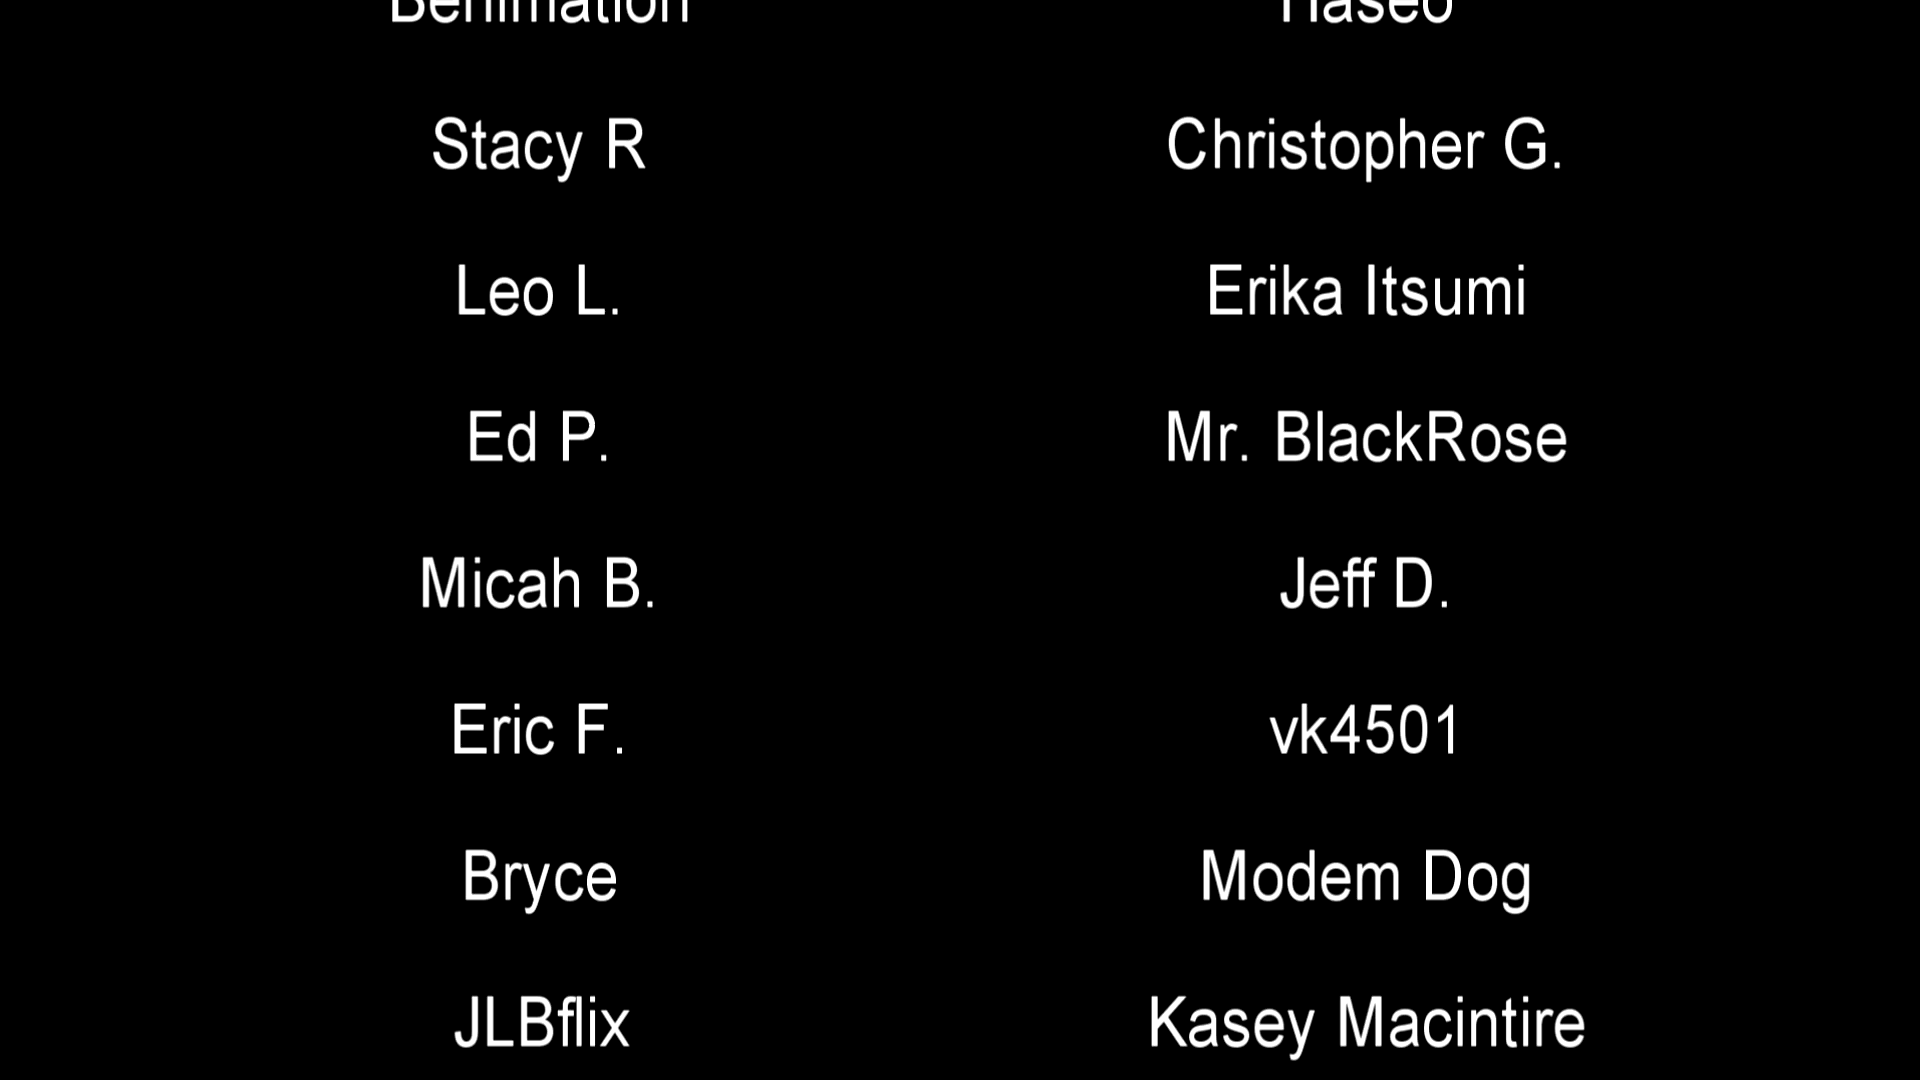 Stacy R
Christopher G.
Leo L.
Erika Itsumi
Ed P.
Mr. BlackRose
Micah B.
Jeff D.
Eric F.
vk4501
Bryce
Modem Dog
JLBflix
Kasey Macintire